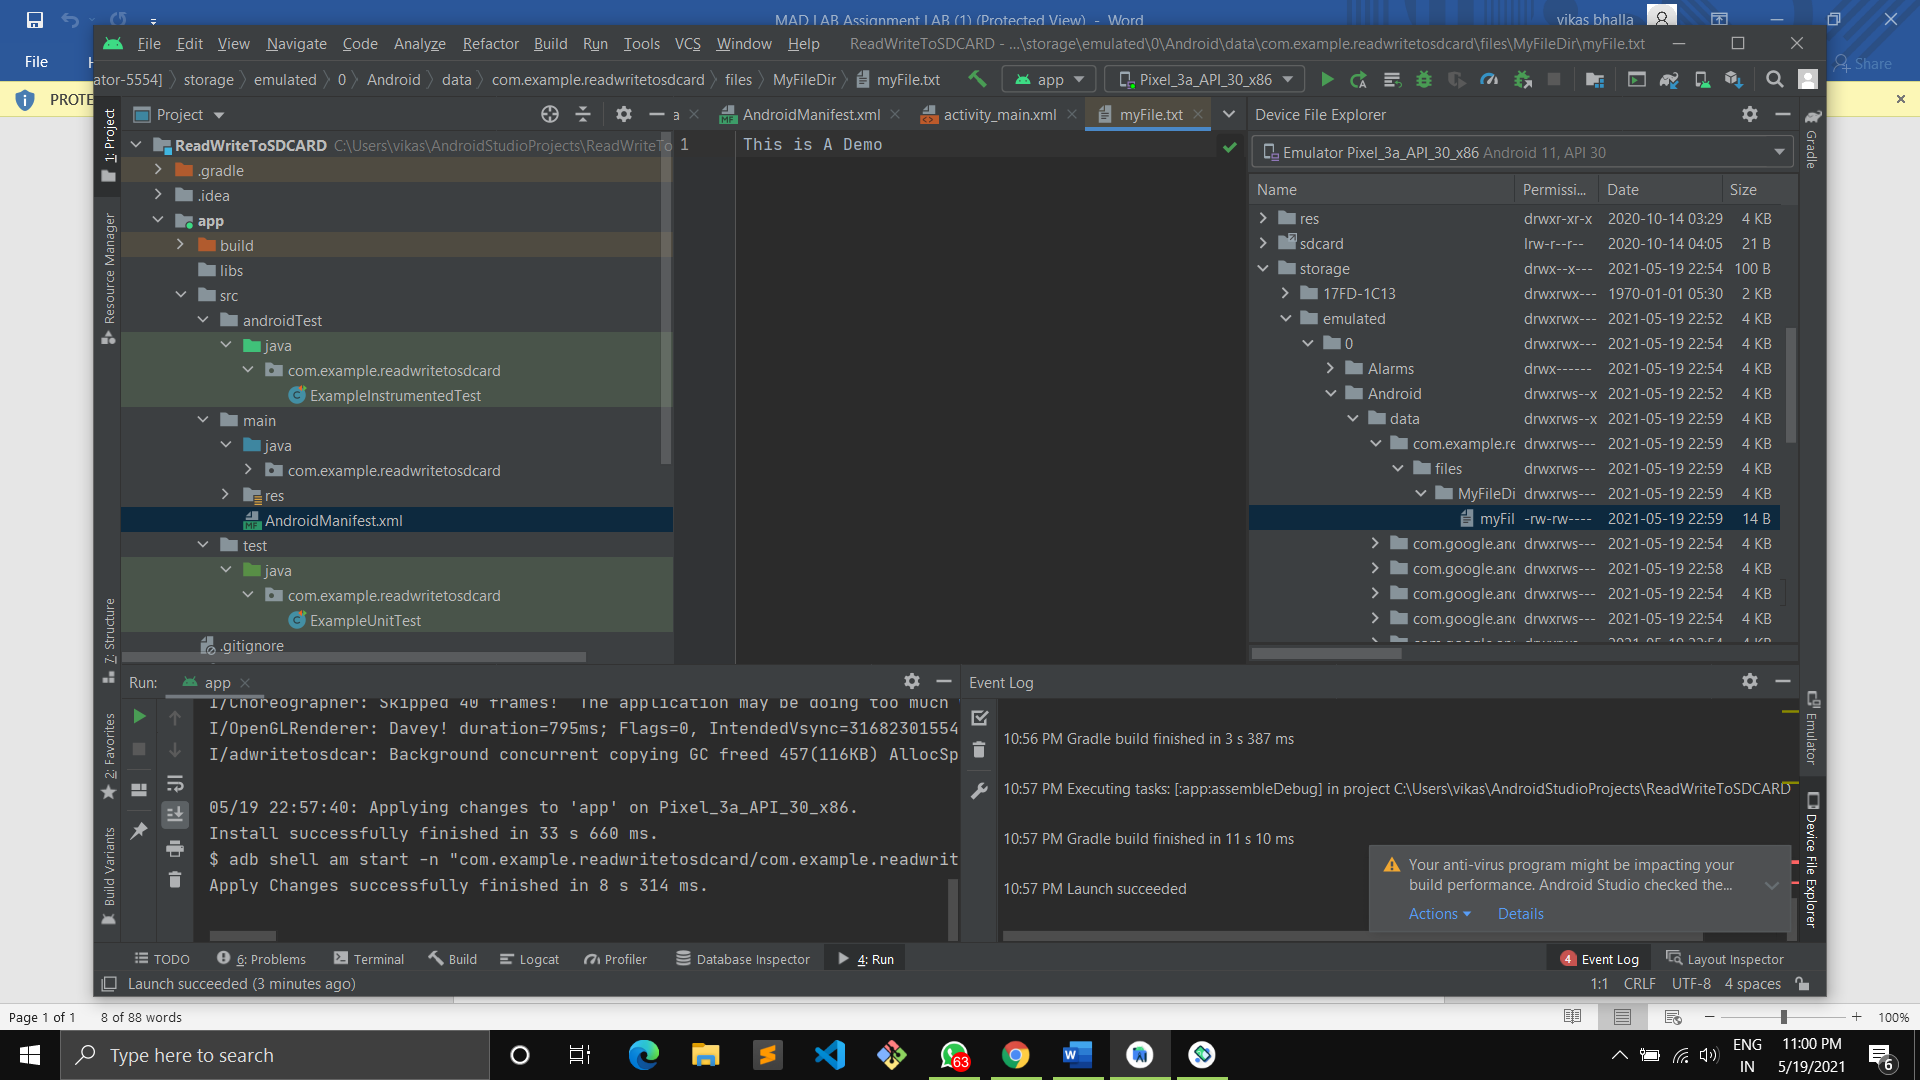 MAD LAB Assignment LAB (1) (Protected View) - Word
vikas bhalla
File
Share
PROTE
File Edit View Navigate Code Analyze Refactor Build Run Tools VCS Window Help
ReadWriteToSDCARD - ...\storage\emulated\0\Android\data\com.example.readwritetosdcard\files\MyFileDir\myFile.txt
ator-5554] storage emulated 0 Android data com.example.readwritetosdcard files MyFileDir myFile.txt
app
Pixel_3a_API_30_x86
Project
a
AndroidManifest.xml
activity_main.xml
myFile.txt
Device File Explorer
1: Project
Resource Manager
7: Structure
2: Favorites
Build Variants
ReadWriteToSDCARD C:\Users\vikas\AndroidStudioProjects\ReadWriteTo
.gradle
.idea
app
build
libs
src
androidTest
java
com.example.readwritetosdcard
ExampleInstrumentedTest
main
java
com.example.readwritetosdcard
res
AndroidManifest.xml
test
java
com.example.readwritetosdcard
ExampleUnitTest
.gitignore
1
This is A Demo
Emulator Pixel_3a_API_30_x86 Android 11, API 30
Name Permissi... Date Size
res drwxr-xr-x 2020-10-14 03:29 4 KB
sdcard lrw-r--r-- 2020-10-14 04:05 21 B
storage drwx--x--- 2021-05-19 22:54 100 B
17FD-1C13 drwxrwx--- 1970-01-01 05:30 2 KB
emulated drwxrwx--- 2021-05-19 22:52 4 KB
0 drwxrwx--- 2021-05-19 22:54 4 KB
Alarms drwx------ 2021-05-19 22:54 4 KB
Android drwxrws--x 2021-05-19 22:52 4 KB
data drwxrws--x 2021-05-19 22:59 4 KB
com.example.re drwxrws--- 2021-05-19 22:59 4 KB
files drwxrws--- 2021-05-19 22:59 4 KB
MyFileDi drwxrws--- 2021-05-19 22:59 4 KB
myFil -rw-rw---- 2021-05-19 22:59 14 B
com.google.anc drwxrws--- 2021-05-19 22:54 4 KB
com.google.anc drwxrws--- 2021-05-19 22:58 4 KB
com.google.anc drwxrws--- 2021-05-19 22:54 4 KB
com.google.anc drwxrws--- 2021-05-19 22:54 4 KB
Gradle
Emulator
Device File Explorer
Run: app
I/Choreographer: Skipped 40 frames! The application may be doing too much
I/OpenGLRenderer: Davey! duration=795ms; Flags=0, IntendedVsync=31682301554
I/adwritetosdcar: Background concurrent copying GC freed 457(116KB) AllocSp
05/19 22:57:40: Applying changes to 'app' on Pixel_3a_API_30_x86.
Install successfully finished in 33 s 660 ms.
$ adb shell am start -n "com.example.readwritetosdcard/com.example.readwrit
Apply Changes successfully finished in 8 s 314 ms.
Event Log
10:56 PM Gradle build finished in 3 s 387 ms
10:57 PM Executing tasks: [:app:assembleDebug] in project C:\Users\vikas\AndroidStudioProjects\ReadWriteToSDCARD
10:57 PM Gradle build finished in 11 s 10 ms
10:57 PM Launch succeeded
Your anti-virus program might be impacting your
build performance. Android Studio checked the...
Actions Details
TODO 6: Problems Terminal Build Logcat Profiler Database Inspector 4: Run
4 Event Log Layout Inspector
Launch succeeded (3 minutes ago)
1:1 CRLF UTF-8 4 spaces
Page 1 of 1 8 of 88 words
100%
Type here to search
63
ENG
IN
11:00 PM
5/19/2021
6